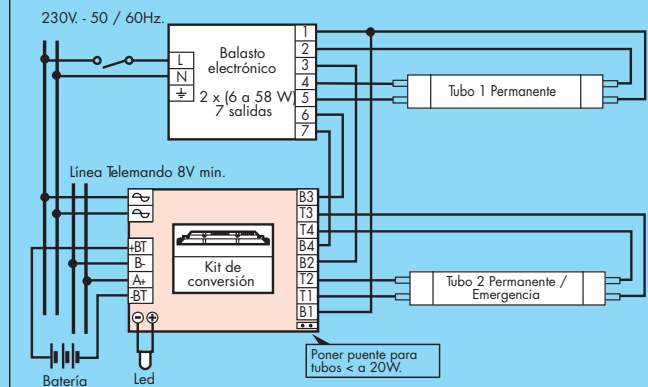 230V. - 50 / 60Hz.
L
N
Balasto
electrónico
2 x (6 a 58 W)
7 salidas
1
2
3
4
5
6
7
Tubo 1 Permanente
Línea Telemando 8V min.
+BT
B-
A+
-BT
Kit de
conversión
B3
T3
T4
B4
B2
T2
T1
B1
Tubo 2 Permanente /
Emergencia
Poner puente para
tubos < a 20W.
Batería
Led